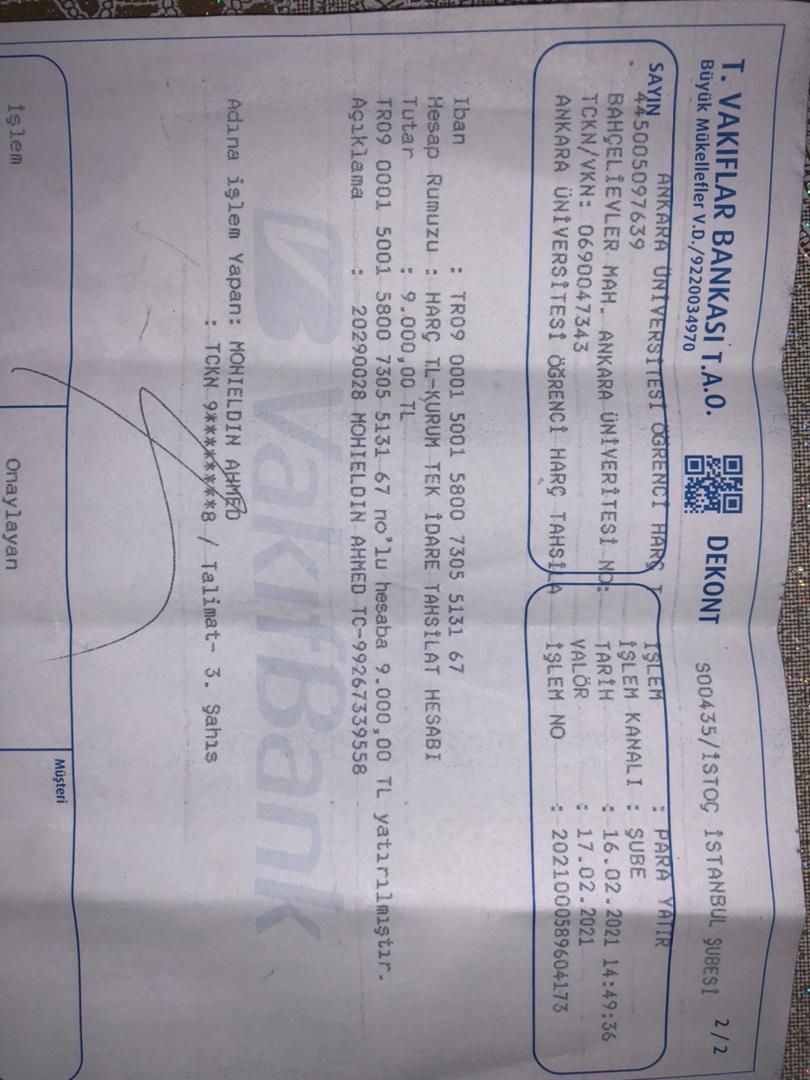 T. VAKIFLAR BANKASI T.A.O.
Büyük Mükellefler V.D./9220034970
DEKONT
S00435/İSTOÇ İSTANBUL ŞUBESİ 2/2
SAYIN ANKARA ÜNİVERSİTESİ ÖĞRENCİ HARÇ T
445005097639
BAHÇELİEVLER MAH. ANKARA ÜNİVERİTESİ NO:
TCKN/VKN: 0690047343
ANKARA ÜNİVERSİTESİ ÖĞRENCİ HARÇ TAHSİLA
İŞLEM : PARA YATIR
İŞLEM KANALI : ŞUBE
TARİH : 16.02.2021 14:49:36
VALÖR : 17.02.2021
İŞLEM NO : 2021000589604173
Iban : TR09 0001 5001 5800 7305 5131 67
Hesap Rumuzu : HARÇ TL-KURUM TEK İDARE TAHSİLAT HESABI
Tutar : 9.000,00 TL
TR09 0001 5001 5800 7305 5131 67 no'lu hesaba 9.000,00 TL yatırılmıştır.
Açıklama : 20290028 MOHIELDIN AHMED TC-99267339558
VakıfBank
Adına işlem Yapan: MOHIELDIN AHMED
: TCKN 9*********8 / Talimat- 3. Şahıs
İşlem
Onaylayan
Müşteri